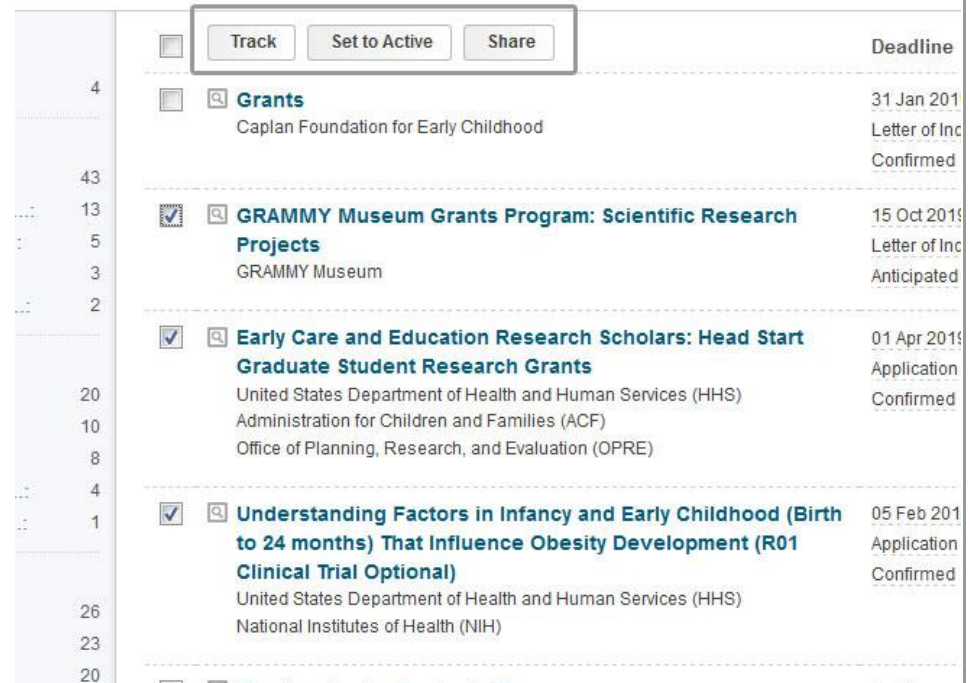 Track Set to Active Share
Deadline
4
Grants
Caplan Foundation for Early Childhood
31 Jan 201
Letter of Inq
Confirmed
43
13
5
3
2
GRAMMY Museum Grants Program: Scientific Research
Projects
GRAMMY Museum
15 Oct 2019
Letter of Inq
Anticipated
Early Care and Education Research Scholars: Head Start
Graduate Student Research Grants
United States Department of Health and Human Services (HHS)
Administration for Children and Families (ACF)
Office of Planning, Research, and Evaluation (OPRE)
01 Apr 2019
Application
Confirmed
20
10
8
4
1
Understanding Factors in Infancy and Early Childhood (Birth
to 24 months) That Influence Obesity Development (R01
Clinical Trial Optional)
United States Department of Health and Human Services (HHS)
National Institutes of Health (NIH)
05 Feb 201
Application
Confirmed
26
23
20